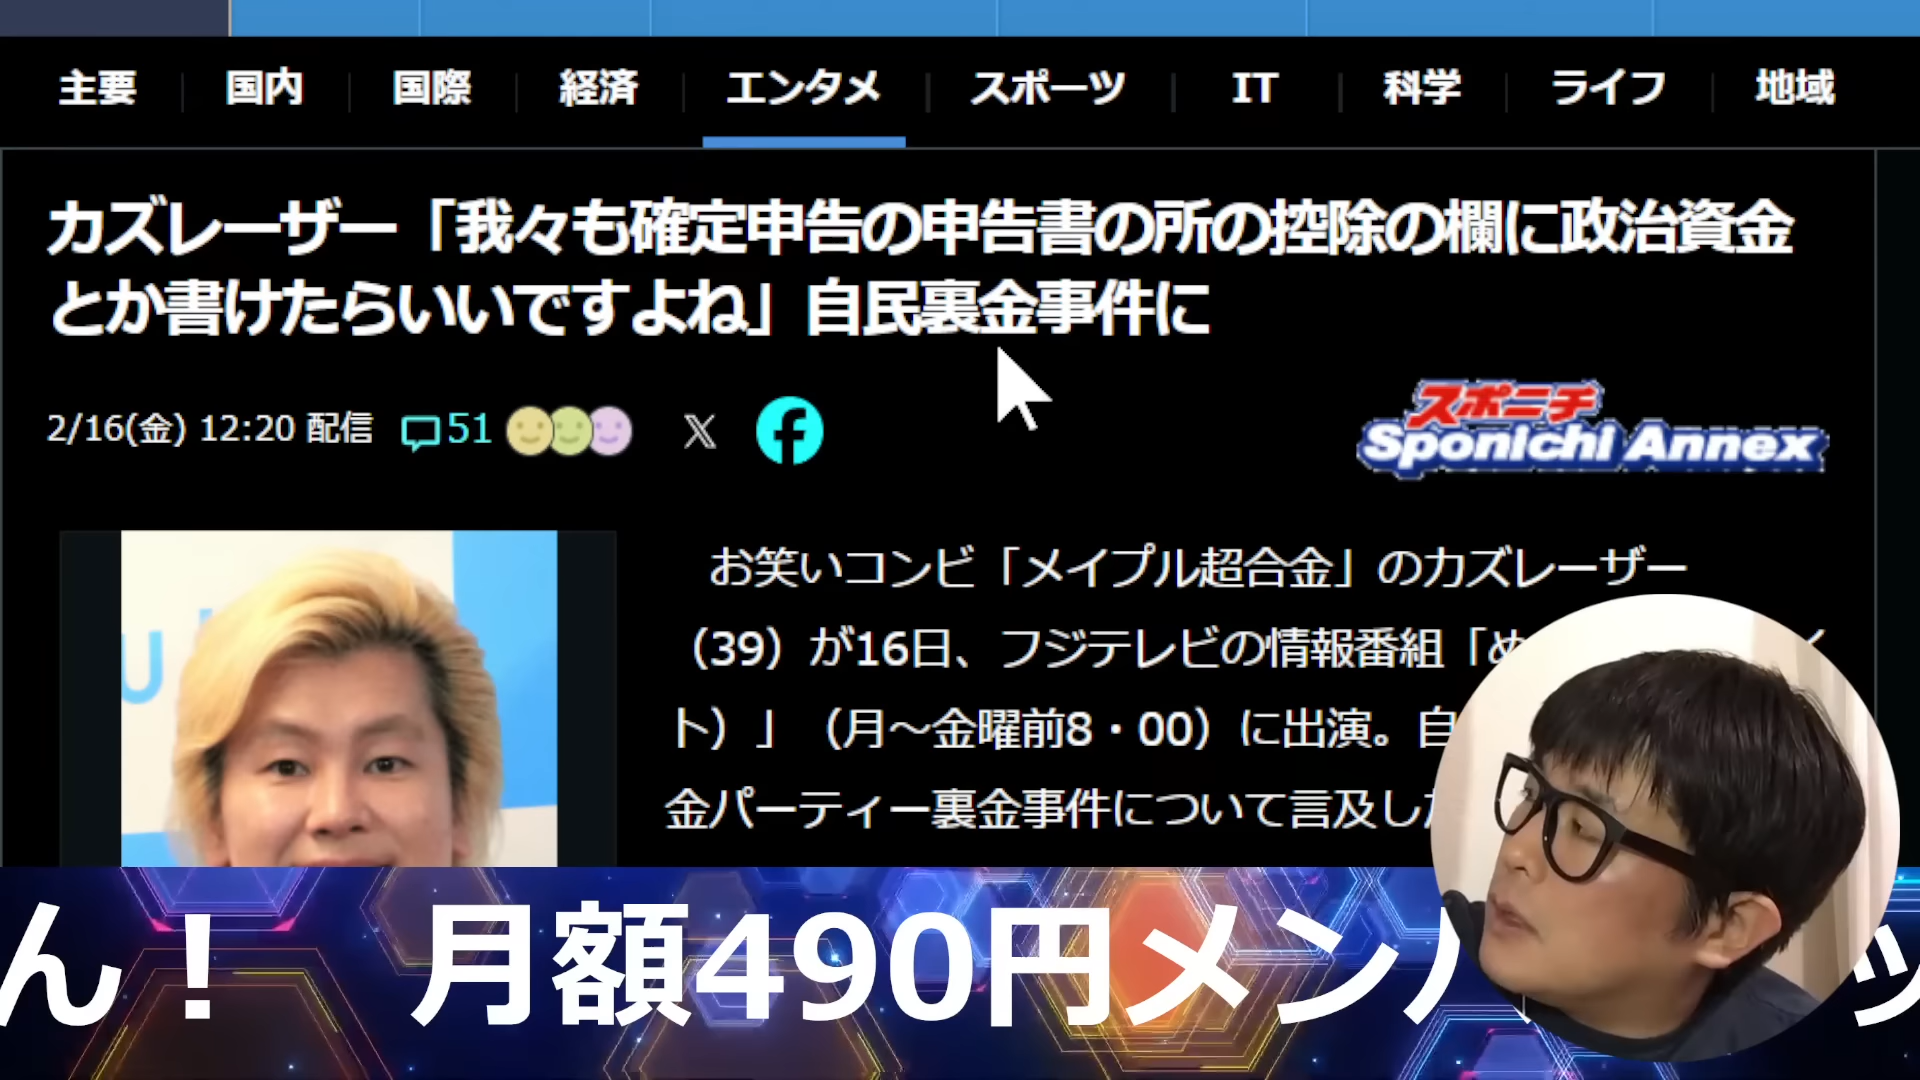 主要 国内 国際 経済 エンタメ スポーツ IT 科学 ライフ 地域
カズレーザー「我々も確定申告の申告書の所の控除の欄に政治資金
とか書けたらいいですよね」自民裏金事件に
2/16(金) 12:20 配信 51
スポニチ
Sponichi Annex
お笑いコンビ「メイプル超合金」のカズレーザー
（39）が16日、フジテレビの情報番組「め
ト）」（月〜金曜前8・00）に出演。自
金パーティー裏金事件について言及し
ん！ 月額490円メン ッ